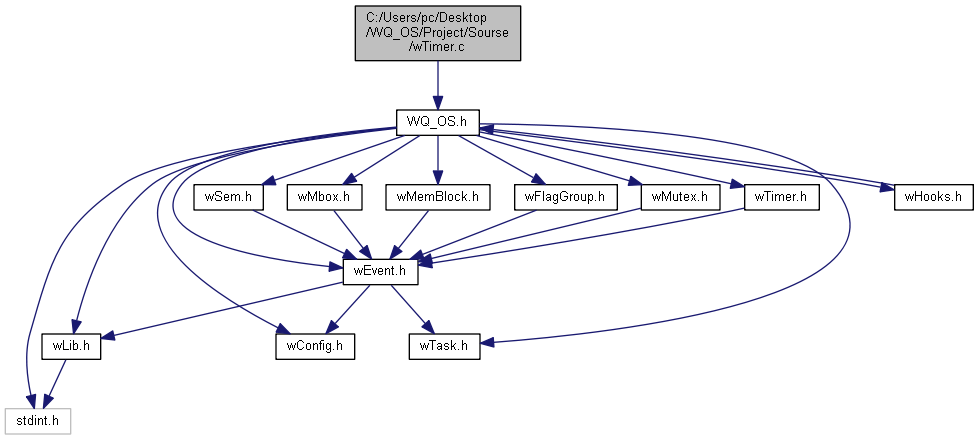 C:/Users/pc/Desktop
/WQ_OS/Project/Sourse
/wTimer.c
WQ_OS.h
wSem.h
wMbox.h
wMemBlock.h
wFlagGroup.h
wMutex.h
wTimer.h
wHooks.h
wEvent.h
wLib.h
wConfig.h
wTask.h
stdint.h